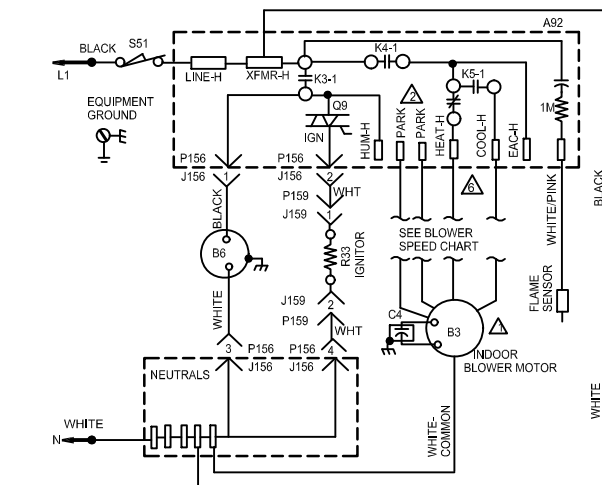 A92
S51
BLACK
L1
LINE-H
XFMR-H
K4-1
K3-1
K5-1
EQUIPMENT
GROUND
Q9
IGN
HUM-H
PARK
2
PARK
HEAT-H
COOL-H
EAC-H
1M
P156
J156
1
P156
J156
2
WHT
P159
J159
1
6
BLACK
BLACK
WHITE/PINK
B6
R33
IGNITOR
SEE BLOWER
SPEED CHART
WHITE
J159
2
P159
WHT
C4
B3
1
INDOOR
BLOWER MOTOR
FLAME
SENSOR
3
P156
J156
P156
4
J156
NEUTRALS
WHITE
N
WHITE-
COMMON
WHITE